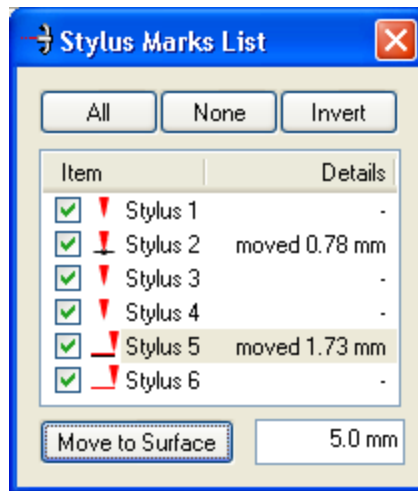 Stylus Marks List
All None Invert
Item Details
Stylus 1 -
Stylus 2 moved 0.78 mm
Stylus 3 -
Stylus 4 -
Stylus 5 moved 1.73 mm
Stylus 6 -
Move to Surface 5.0 mm